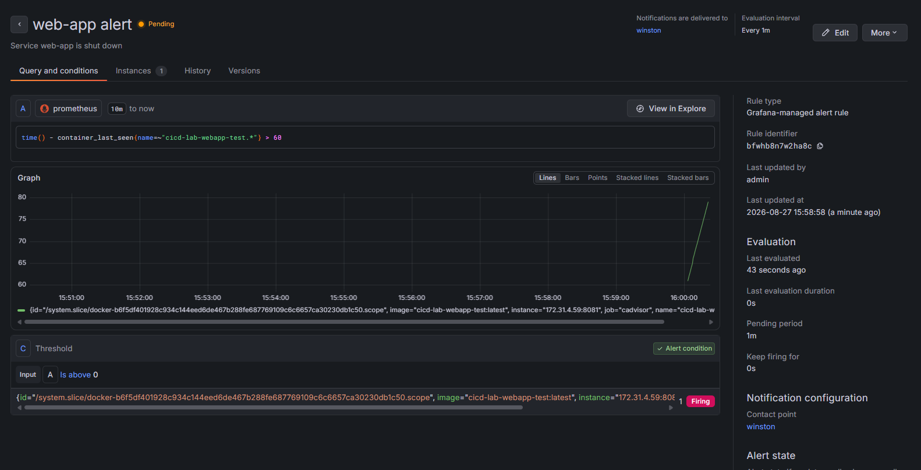 web-app alert Pending
Notifications are delivered to
winston
Evaluation interval
Every 1m
Edit
More
Service web-app is shut down
Query and conditions Instances 1 History Versions
A prometheus 10m to now View in Explore
time() - container_last_seen{name=~"cicd-lab-webapp-test.*"} > 60
Graph Lines Bars Points Stacked lines Stacked bars
80
75
70
65
60
15:51:00 15:52:00 15:53:00 15:54:00 15:55:00 15:56:00 15:57:00 15:58:00 15:59:00 16:00:00
{id="/system.slice/docker-b6f5df401928c934c144eed6de467b288fe687769109c6c6657ca30230db1c50.scope", image="cicd-lab-webapp-test:latest", instance="172.31.4.59:8081", job="cadvisor", name="cicd-lab-w
C Threshold Alert condition
Input A Is above 0
{id="/system.slice/docker-b6f5df401928c934c144eed6de467b288fe687769109c6c6657ca30230db1c50.scope", image="cicd-lab-webapp-test:latest", instance="172.31.4.59:808 1 Firing
Rule type
Grafana-managed alert rule
Rule identifier
bfwhb8n7w2ha8c
Last updated by
admin
Last updated at
2026-08-27 15:58:58 (a minute ago)
Evaluation
Last evaluated
43 seconds ago
Last evaluation duration
0s
Pending period
1m
Keep firing for
0s
Notification configuration
Contact point
winston
Alert state